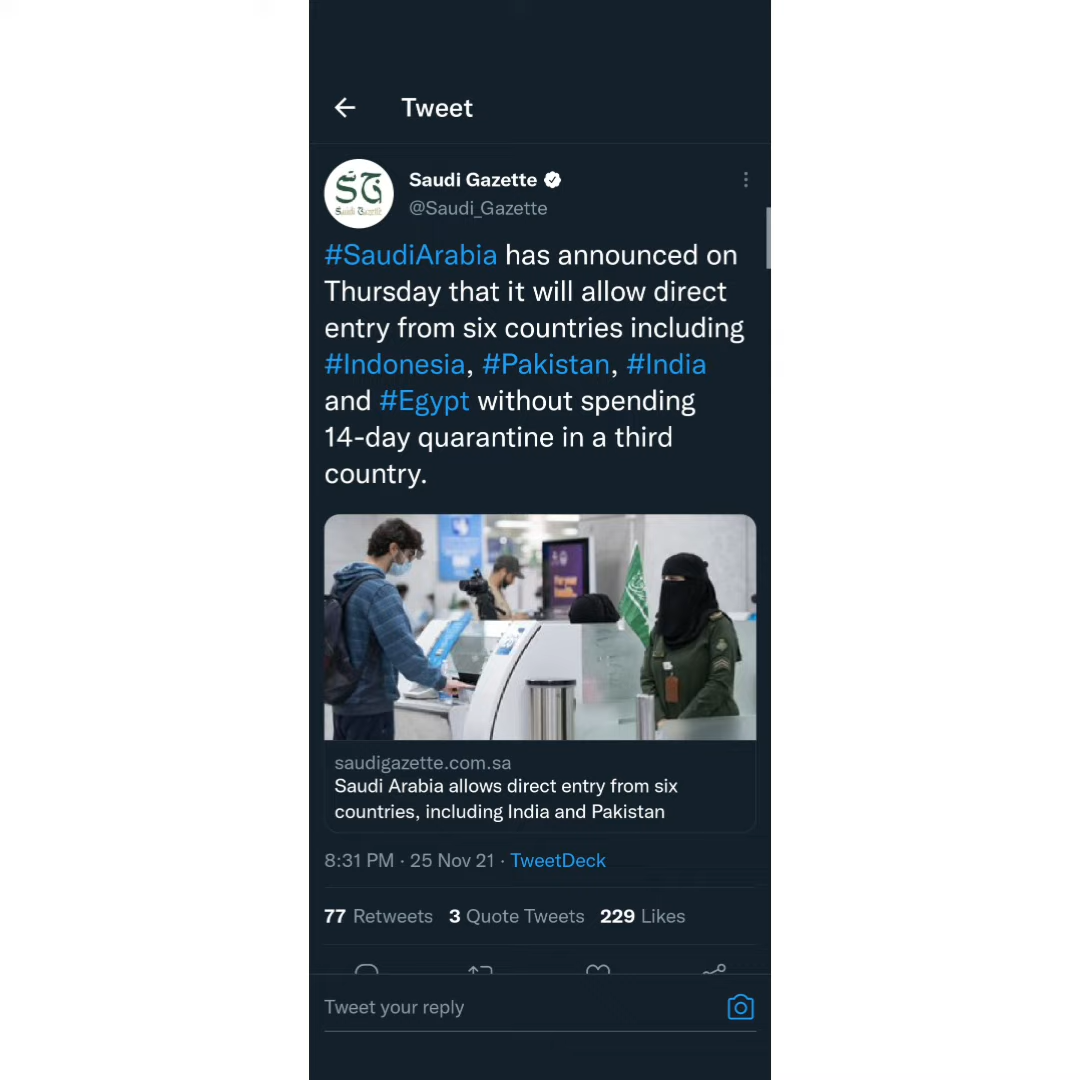 Tweet
Saudi Gazette
@Saudi_Gazette
#SaudiArabia has announced on
Thursday that it will allow direct
entry from six countries including
#Indonesia, #Pakistan, #India
and #Egypt without spending
14-day quarantine in a third
country.
saudigazette.com.sa
Saudi Arabia allows direct entry from six
countries, including India and Pakistan
8:31 PM · 25 Nov 21 · TweetDeck
77 Retweets 3 Quote Tweets 229 Likes
Tweet your reply